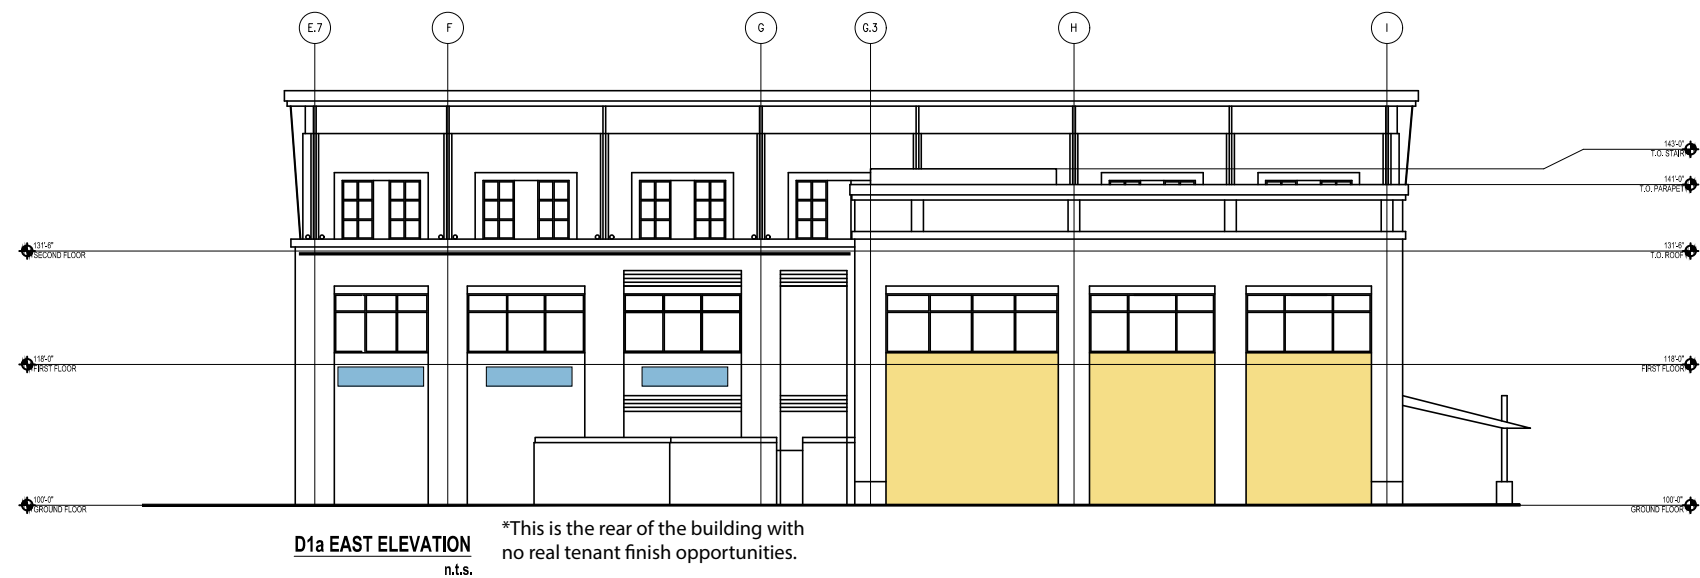 E.7
F
G
G.3
H
I
143'-0"
T.O. STAIR
141'-0"
T.O. PARAPET
131'-6"
SECOND FLOOR
131'-6"
T.O. ROOF
118'-0"
FIRST FLOOR
118'-0"
FIRST FLOOR
100'-0"
GROUND FLOOR
100'-0"
GROUND FLOOR
D1a EAST ELEVATION
n.t.s.
*This is the rear of the building with
no real tenant finish opportunities.